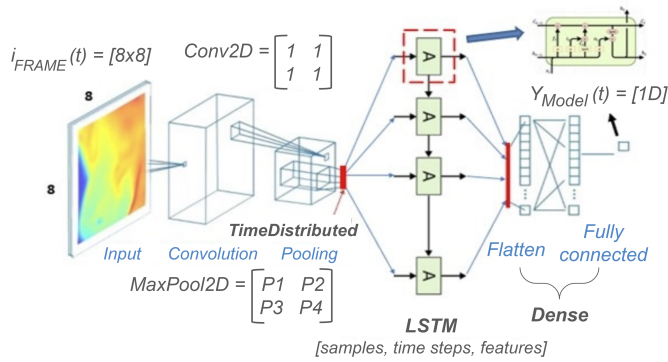 i_FRAME (t) = [8x8]
Conv2D = [1 1
1 1]
8
8
A
A
A
A
Y_Model (t) = [1D]
TimeDistributed
Input
Convolution
Pooling
Flatten
Fully
connected
MaxPool2D = [P1 P2
P3 P4]
Dense
LSTM
[samples, time steps, features]